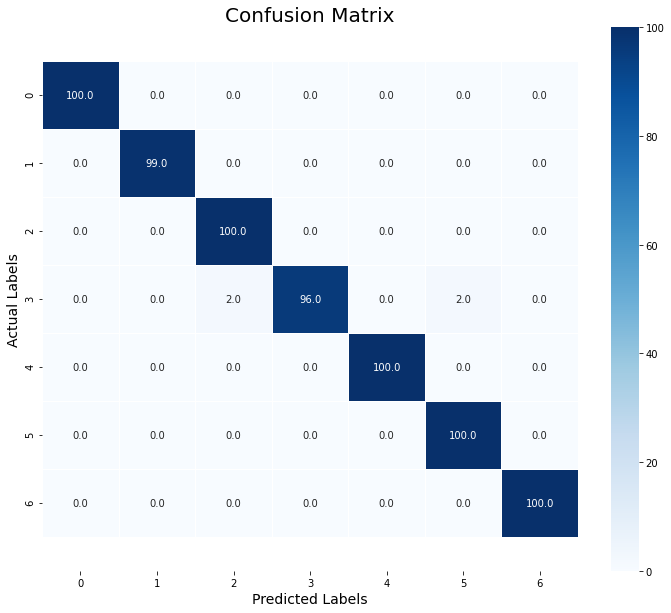 Confusion Matrix
Actual Labels
0 100.0 0.0 0.0 0.0 0.0 0.0 0.0
1 0.0 99.0 0.0 0.0 0.0 0.0 0.0
2 0.0 0.0 100.0 0.0 0.0 0.0 0.0
3 0.0 0.0 2.0 96.0 0.0 2.0 0.0
4 0.0 0.0 0.0 0.0 100.0 0.0 0.0
5 0.0 0.0 0.0 0.0 0.0 100.0 0.0
6 0.0 0.0 0.0 0.0 0.0 0.0 100.0
0 1 2 3 4 5 6
Predicted Labels
100
80
60
40
20
0